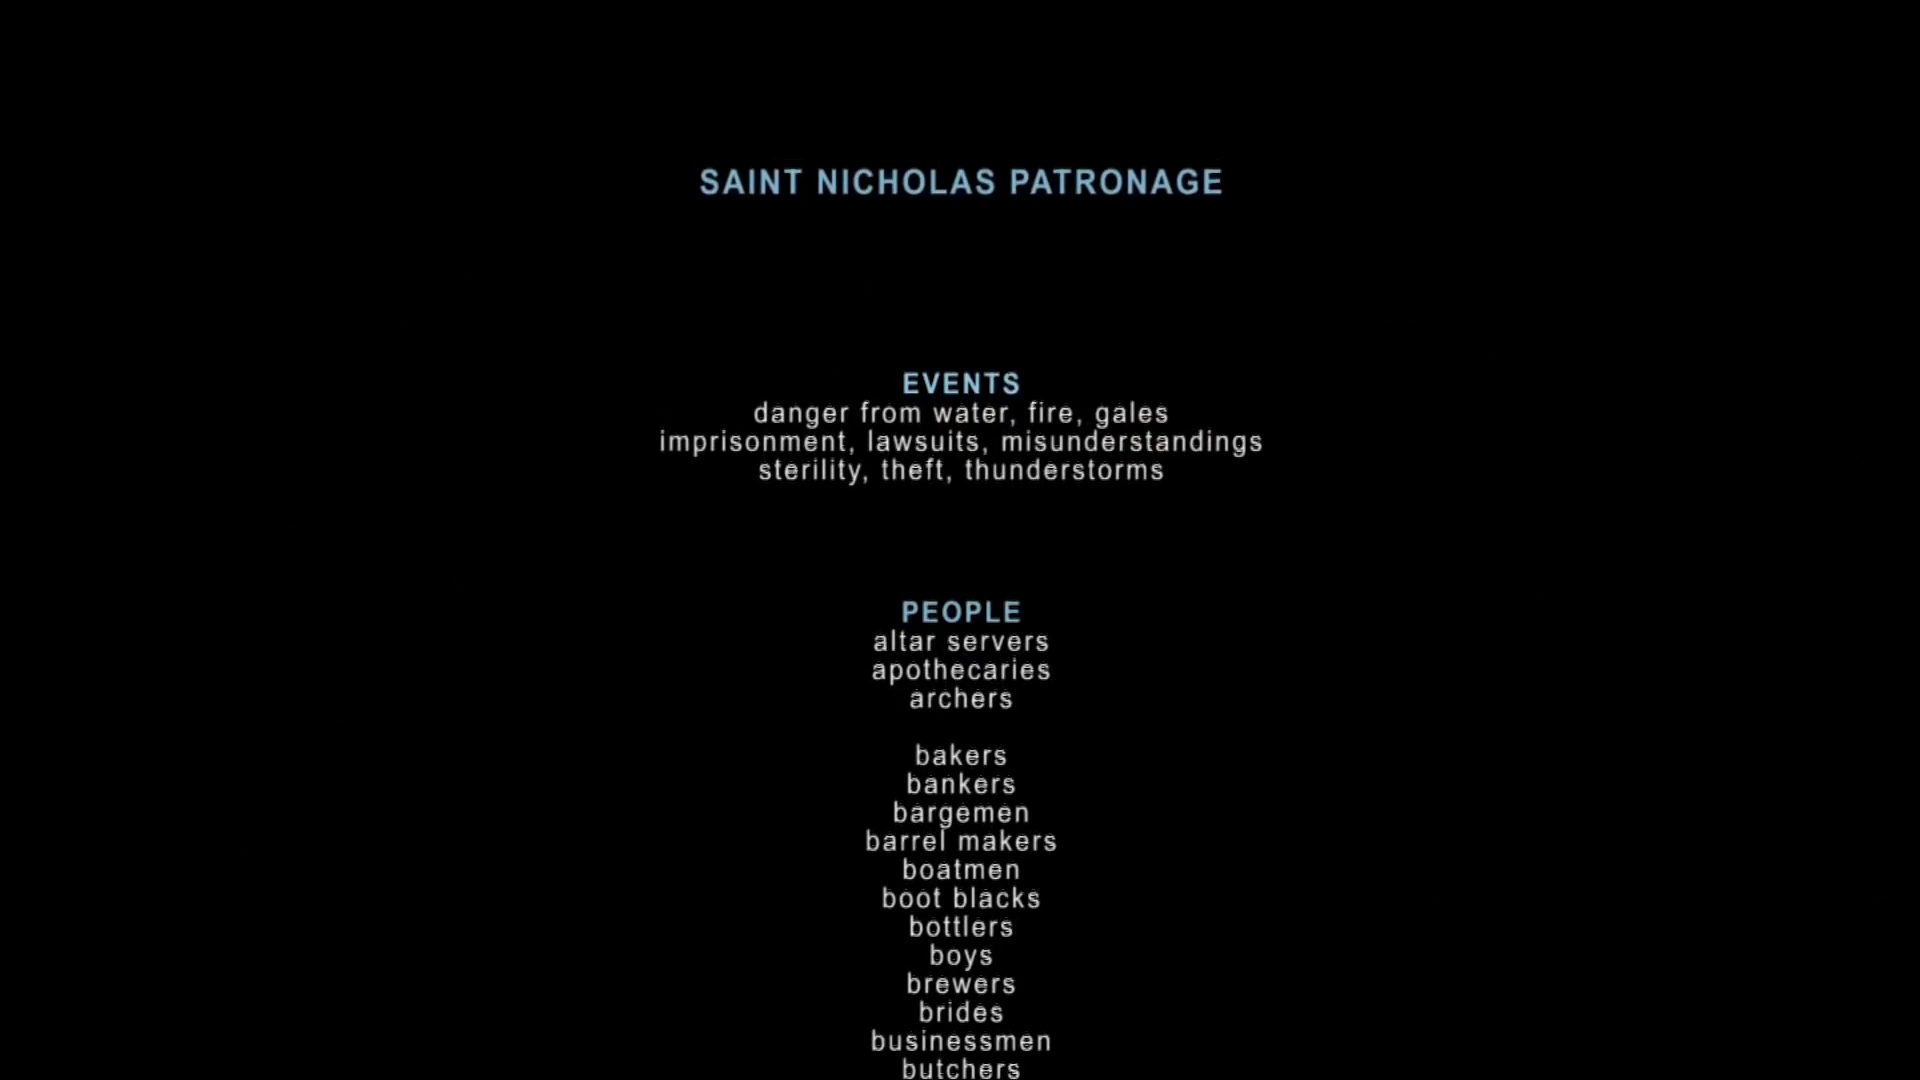 SAINT NICHOLAS PATRONAGE
EVENTS
danger from water, fire, gales
imprisonment, lawsuits, misunderstandings
sterility, theft, thunderstorms
PEOPLE
altar servers
apothecaries
archers
bakers
bankers
bargemen
barrel makers
boatmen
boot blacks
bottlers
boys
brewers
brides
businessmen
butchers